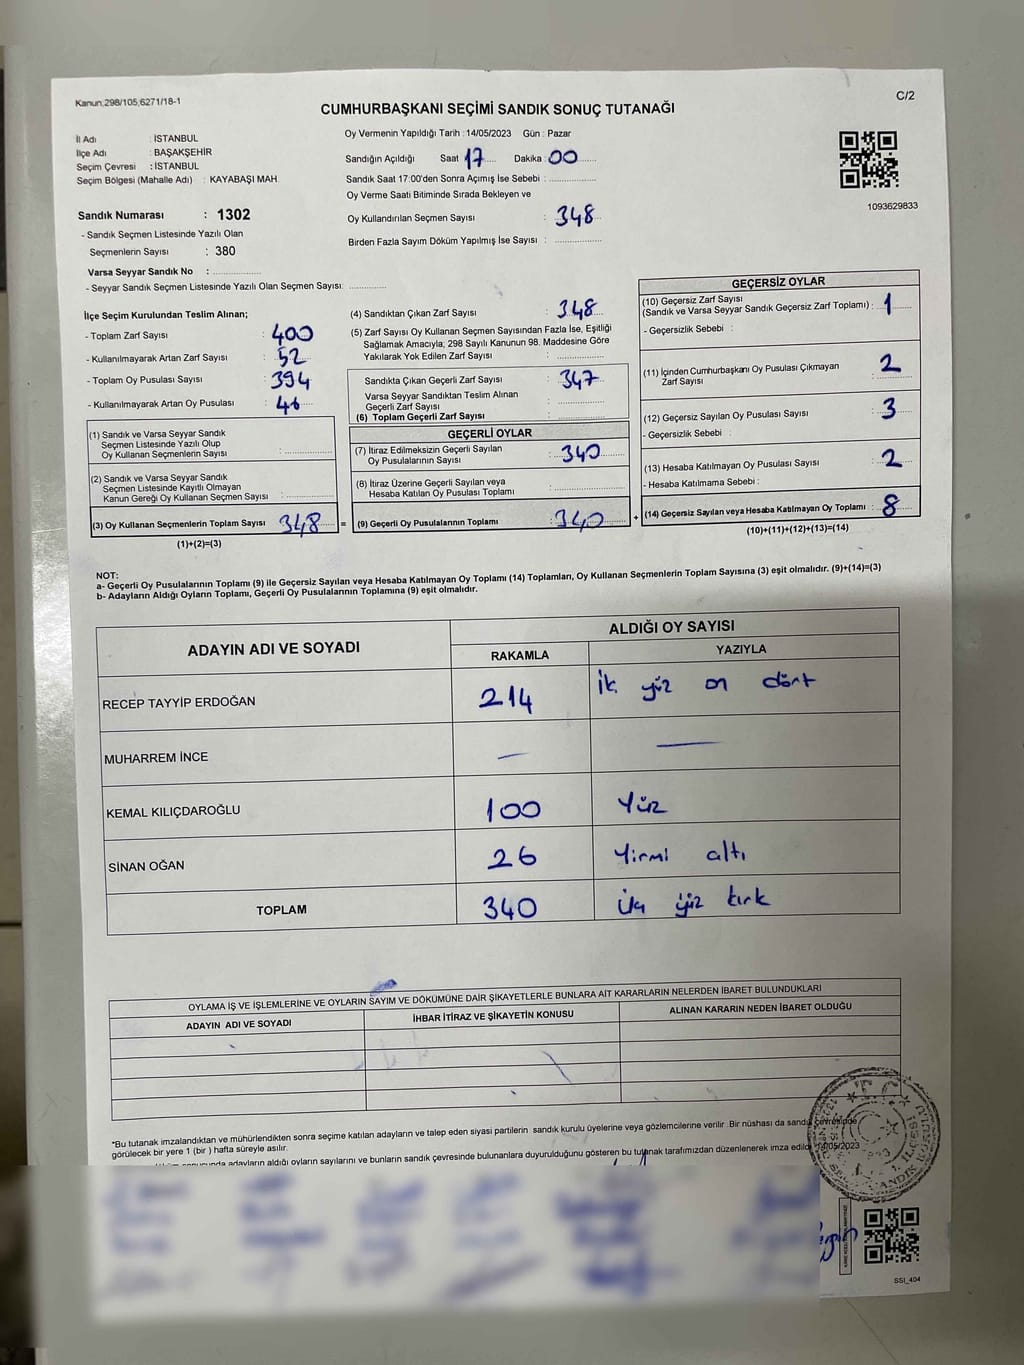 Kanun;298/105;6271/18-1
C/2
CUMHURBAŞKANI SEÇİMİ SANDIK SONUÇ TUTANAĞI
İl Adı : İSTANBUL
İlçe Adı : BAŞAKŞEHİR
Seçim Çevresi : İSTANBUL
Seçim Bölgesi (Mahalle Adı) : KAYABAŞI MAH.
Sandık Numarası : 1302
- Sandık Seçmen Listesinde Yazılı Olan
Seçmenlerin Sayısı : 380
Varsa Seyyar Sandık No :
- Seyyar Sandık Seçmen Listesinde Yazılı Olan Seçmen Sayısı:
Oy Vermenin Yapıldığı Tarih : 14/05/2023 Gün : Pazar
Sandığın Açıldığı Saat 17 Dakika : 00
Sandık Saat 17:00'den Sonra Açımış İse Sebebi :
Oy Verme Saati Bitiminde Sırada Bekleyen ve
Oy Kullandırılan Seçmen Sayısı : 348
Birden Fazla Sayım Döküm Yapılmış İse Sayısı :
1093629833
İlçe Seçim Kurulundan Teslim Alınan;
- Toplam Zarf Sayısı : 400
- Kullanılmayarak Artan Zarf Sayısı : 52
- Toplam Oy Pusulası Sayısı : 394
- Kullanılmayarak Artan Oy Pusulası : 46
(1) Sandık ve Varsa Seyyar Sandık
Seçmen Listesinde Yazılı Olup
Oy Kullanan Seçmenlerin Sayısı :
(2) Sandık ve Varsa Seyyar Sandık
Seçmen Listesinde Kayıtlı Olmayan
Kanun Gereği Oy Kullanan Seçmen Sayısı :
(3) Oy Kullanan Seçmenlerin Toplam Sayısı 348 =
(1)+(2)=(3)
(4) Sandıktan Çıkan Zarf Sayısı : 348
(5) Zarf Sayısı Oy Kullanan Seçmen Sayısından Fazla İse, Eşitliği
Sağlamak Amacıyla; 298 Sayılı Kanunun 98. Maddesine Göre
Yakılarak Yok Edilen Zarf Sayısı :
Sandıkta Çıkan Geçerli Zarf Sayısı : 347
Varsa Seyyar Sandıktan Teslim Alınan
Geçerli Zarf Sayısı :
(6) Toplam Geçerli Zarf Sayısı :
GEÇERLİ OYLAR
(7) İtiraz Edilmeksizin Geçerli Sayılan
Oy Pusulalarının Sayısı : 340
(8) İtiraz Üzerine Geçerli Sayılan veya
Hesaba Katılan Oy Pusulası Toplamı :
(9) Geçerli Oy Pusulalarının Toplamı : 340 +
GEÇERSİZ OYLAR
(10) Geçersiz Zarf Sayısı
(Sandık ve Varsa Seyyar Sandık Geçersiz Zarf Toplamı) : 1
- Geçersizlik Sebebi :
(11) İçinden Cumhurbaşkanı Oy Pusulası Çıkmayan
Zarf Sayısı 2
(12) Geçersiz Sayılan Oy Pusulası Sayısı : 3
- Geçersizlik Sebebi :
(13) Hesaba Katılmayan Oy Pusulası Sayısı : 2
- Hesaba Katılmama Sebebi :
(14) Geçersiz Sayılan veya Hesaba Katılmayan Oy Toplamı : 8
(10)+(11)+(12)+(13)=(14)
NOT:
a- Geçerli Oy Pusulalarının Toplamı (9) ile Geçersiz Sayılan veya Hesaba Katılmayan Oy Toplamı (14) Toplamları, Oy Kullanan Seçmenlerin Toplam Sayısına (3) eşit olmalıdır. (9)+(14)=(3)
b- Adayların Aldığı Oyların Toplamı, Geçerli Oy Pusulalarının Toplamına (9) eşit olmalıdır.
ADAYIN ADI VE SOYADI
ALDIĞI OY SAYISI
RAKAMLA YAZIYLA
RECEP TAYYİP ERDOĞAN 214 iki yüz on dört
MUHARREM İNCE — —
KEMAL KILIÇDAROĞLU 100 Yüz
SİNAN OĞAN 26 Yirmi altı
TOPLAM 340 yüz kırk
OYLAMA İŞ VE İŞLEMLERİNE VE OYLARIN SAYIM VE DÖKÜMÜNE DAİR ŞİKAYETLERLE BUNLARA AİT KARARLARIN NELERDEN İBARET BULUNDUKLARI
ADAYIN ADI VE SOYADI İHBAR İTİRAZ VE ŞİKAYETİN KONUSU ALINAN KARARIN NEDEN İBARET OLDUĞU
*Bu tutanak imzalandıktan ve mühürlendikten sonra seçime katılan adayların ve talep eden siyasi partilerin sandık kurulu üyelerine veya gözlemcilerine verilir. Bir nüshası da sandık çevresinde
görülecek bir yere 1 (bir ) hafta süreyle asılır.
adayların aldığı oyların sayılarını ve bunların sandık çevresinde bulunanlara duyurulduğunu gösteren bu tutanak tarafımızdan düzenlenerek imza edildi. 14/05/2023
SSI_404